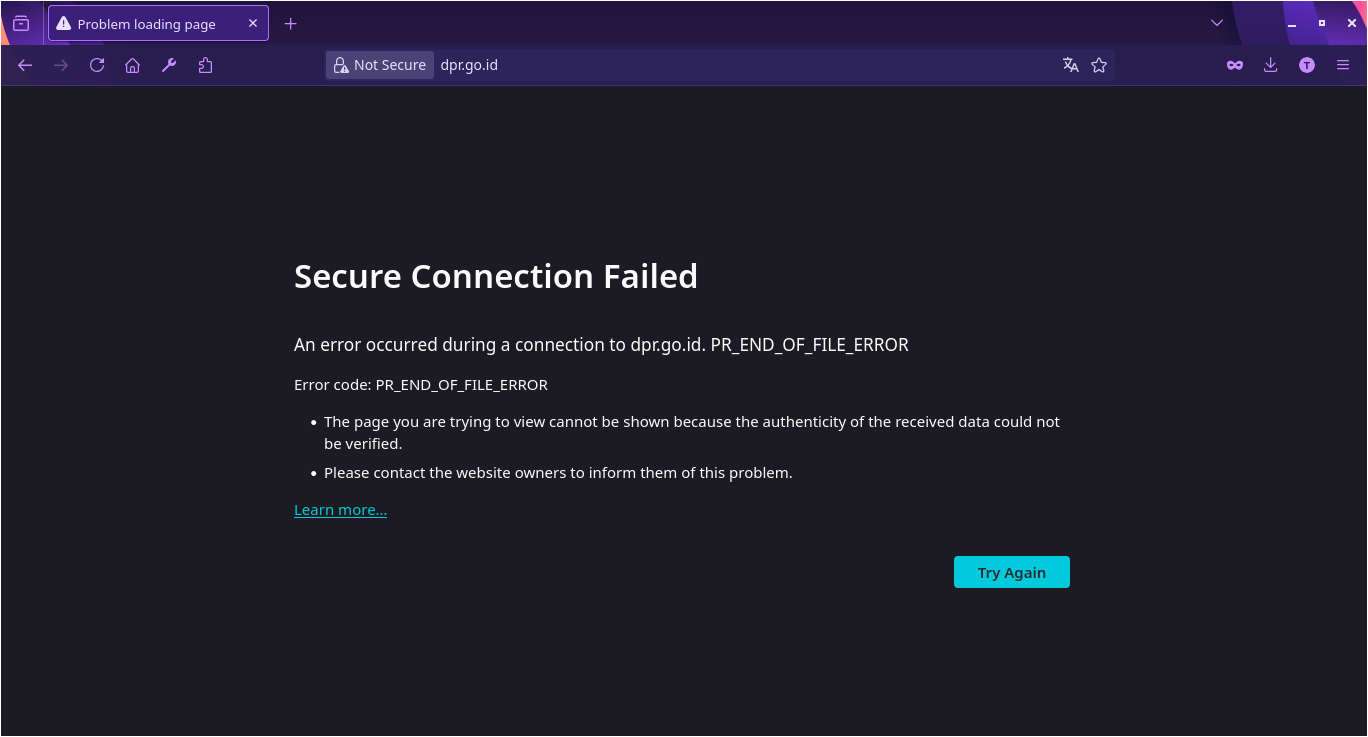 Problem loading page
Not Secure dpr.go.id
T
Secure Connection Failed
An error occurred during a connection to dpr.go.id. PR_END_OF_FILE_ERROR
Error code: PR_END_OF_FILE_ERROR
• The page you are trying to view cannot be shown because the authenticity of the received data could not
be verified.
• Please contact the website owners to inform them of this problem.
Learn more…
Try Again